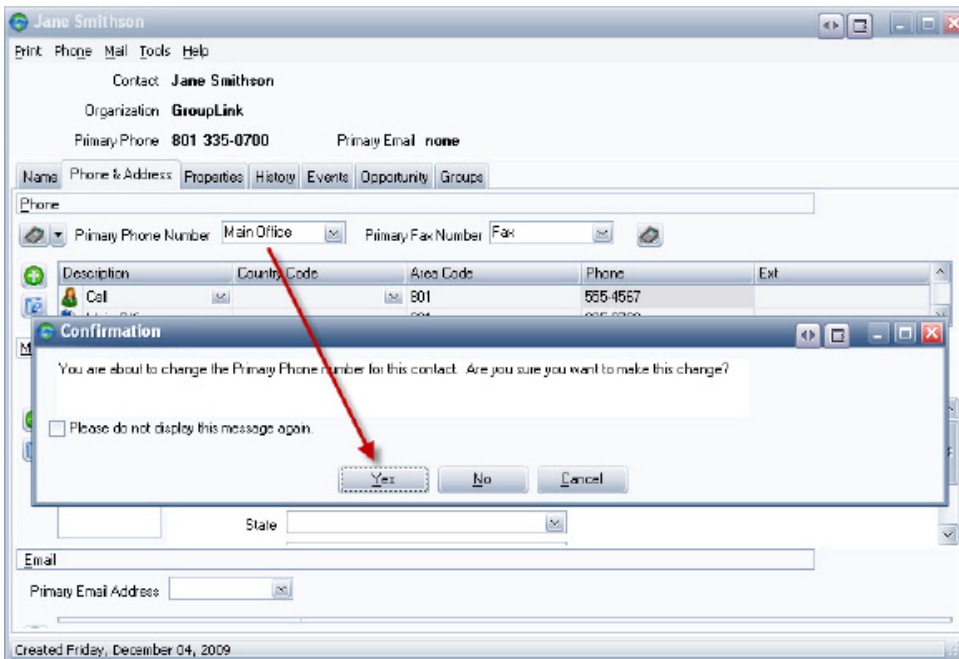 Jane Smithson
Print Phone Mail Tools Help
Contact Jane Smithson
Organization GroupLink
Primary Phone 801 335-0700 Primary Email none
Name Phone & Address Properties History Events Opportunity Groups
Phone
Primary Phone Number Main Office Primary Fax Number Fax
Description Country Code Area Code Phone Ext
Cell 801 555-4567
Confirmation
You are about to change the Primary Phone number for this contact. Are you sure you want to make this change?
Please do not display this message again.
Yes No Cancel
State
Email
Primary Email Address
Created Friday, December 04, 2009